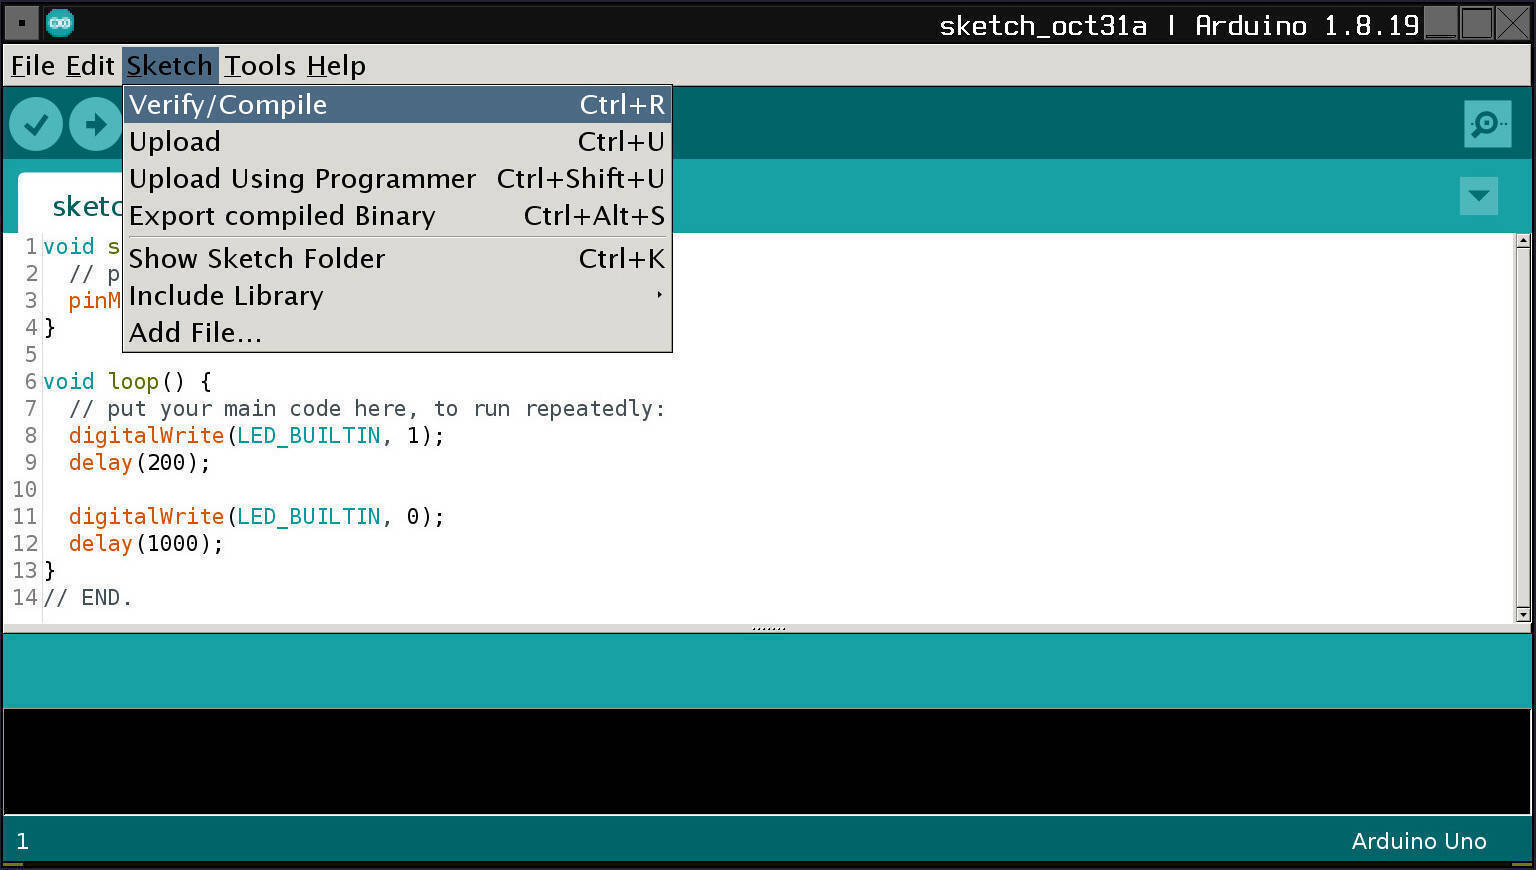 sketch_oct31a | Arduino 1.8.19
File Edit Sketch Tools Help
Verify/Compile Ctrl+R
Upload Ctrl+U
Upload Using Programmer Ctrl+Shift+U
Export compiled Binary Ctrl+Alt+S
Show Sketch Folder Ctrl+K
Include Library
Add File...
sketc
1 void s
2 // p
3 pinM
4 }
5
6 void loop() {
7 // put your main code here, to run repeatedly:
8 digitalWrite(LED_BUILTIN, 1);
9 delay(200);
10
11 digitalWrite(LED_BUILTIN, 0);
12 delay(1000);
13 }
14 // END.
1 Arduino Uno